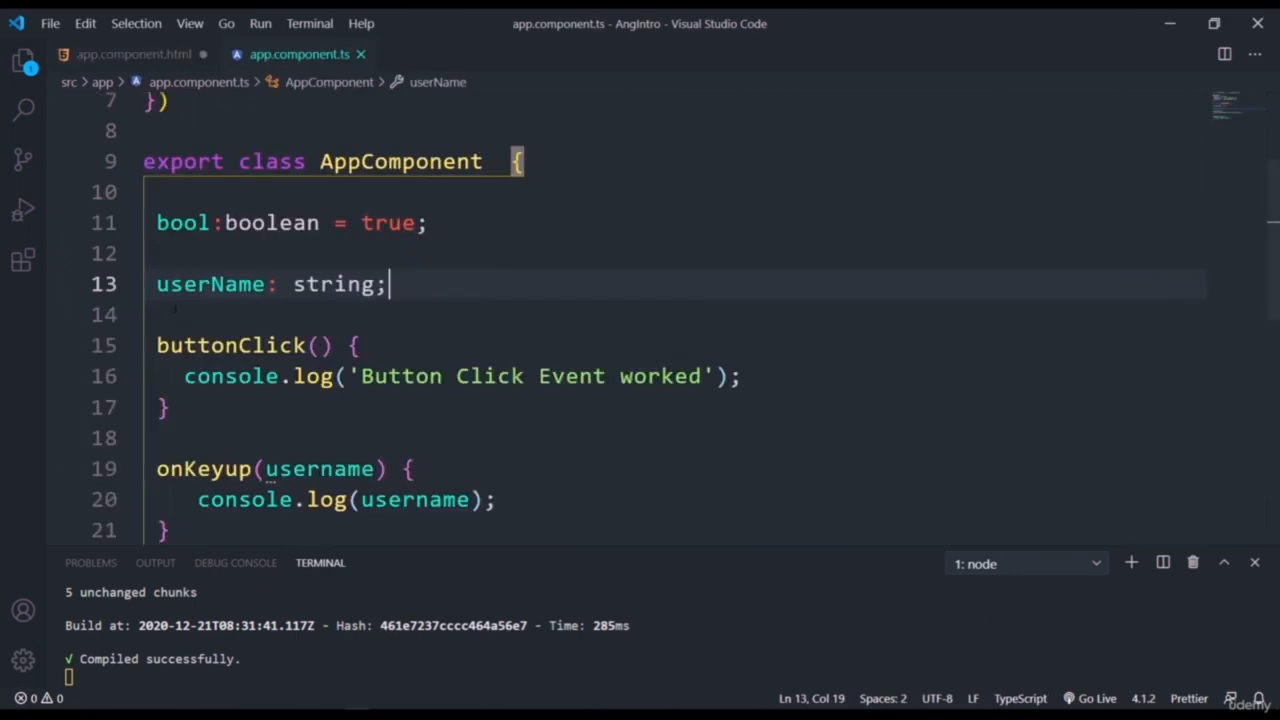 File Edit Selection View Go Run Terminal Help app.component.ts - AngIntro - Visual Studio Code
app.component.html app.component.ts
src > app > app.component.ts > AppComponent > userName
1
7 })
8
9 export class AppComponent {
10
11 bool:boolean = true;
12
13 userName: string;
14
15 buttonClick() {
16 console.log('Button Click Event worked');
17 }
18
19 onKeyup(username) {
20 console.log(username);
21 }
PROBLEMS OUTPUT DEBUG CONSOLE TERMINAL 1: node
5 unchanged chunks
Build at: 2020-12-21T08:31:41.117Z - Hash: 461e7237cccc464a56e7 - Time: 285ms
√ Compiled successfully.
0 0 Ln 13, Col 19 Spaces: 2 UTF-8 LF TypeScript Go Live 4.1.2 Prettier
udemy